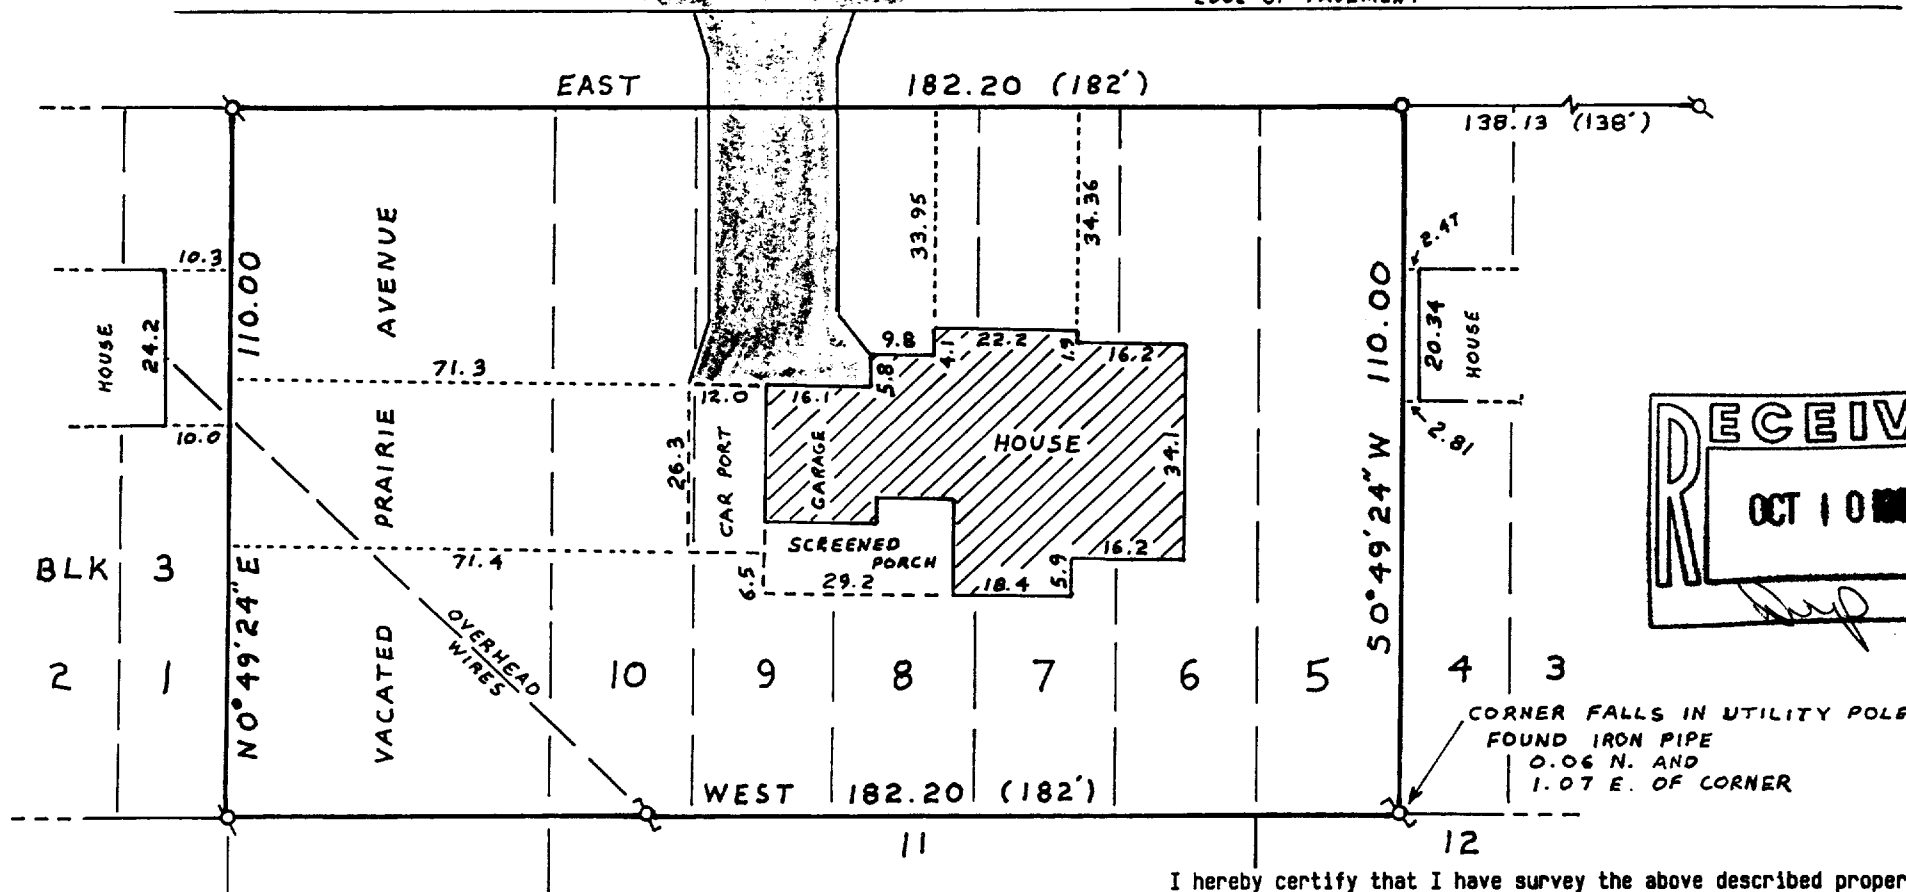 EDGE OF PAVEMENT
EAST 182.20 (182')
138.13 (138')
33.95
34.36
2.47
10.3
110.00
AVENUE
HOUSE
24.2
71.3
9.8
4.1
22.2
1.9
16.2
5.8
12.0
16.1
110.00
20.34
HOUSE
2.81
10.0
PRAIRIE
26.3
CAR PORT
GARAGE
HOUSE
34.1
RECEIV
OCT 10
SCREENED
PORCH
16.2
BLK 3
71.4
6.5
29.2
18.4
5.9
N0°49'24"E
S0°49'24"W
OVERHEAD
WIRES
VACATED
2 1 10 9 8 7 6 5 4 3
CORNER FALLS IN UTILITY POLE
FOUND IRON PIPE
0.06 N. AND
1.07 E. OF CORNER
WEST 182.20 (182')
11 12
I hereby certify that I have survey the above described proper